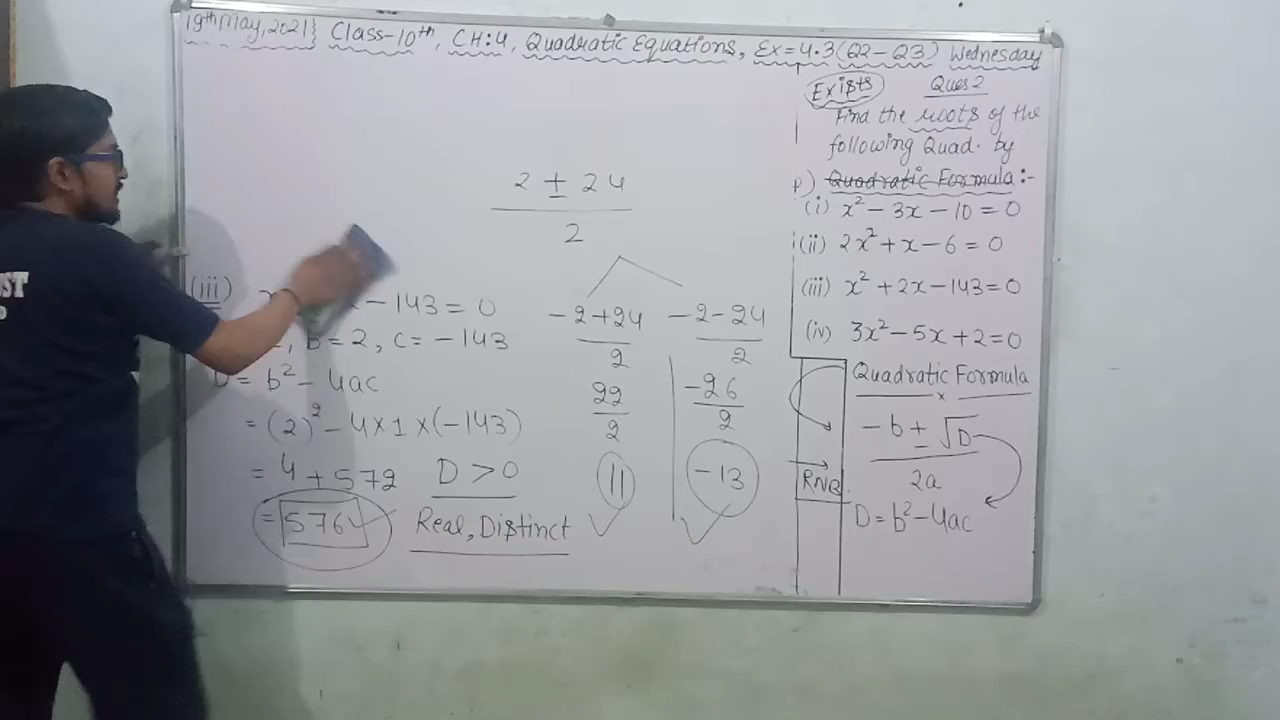 19th May, 2021} Class-10th, CH:4, Quadratic Equations, Ex=4.3(Q2-Q3) Wednesday
Exists Ques2
Find the roots of the
following Quad. by
Quadratic Formula:-
(i) x² - 3x - 10 = 0
(ii) 2x² + x - 6 = 0
(iii) x² + 2x - 143 = 0
(iv) 3x² - 5x + 2 = 0
Quadratic Formula
×
-b ± √D
2a
D = b² - 4ac
RNB
2 ± 24
2
-2+24
2
22
2
11
-2-24
2
-26
2
-13
(iii) - 143 = 0
, b = 2, c = -143
D = b² - 4ac
= (2)² - 4 × 1 × (-143)
= 4 + 572 D > 0
= 576 Real, Distinct
ST